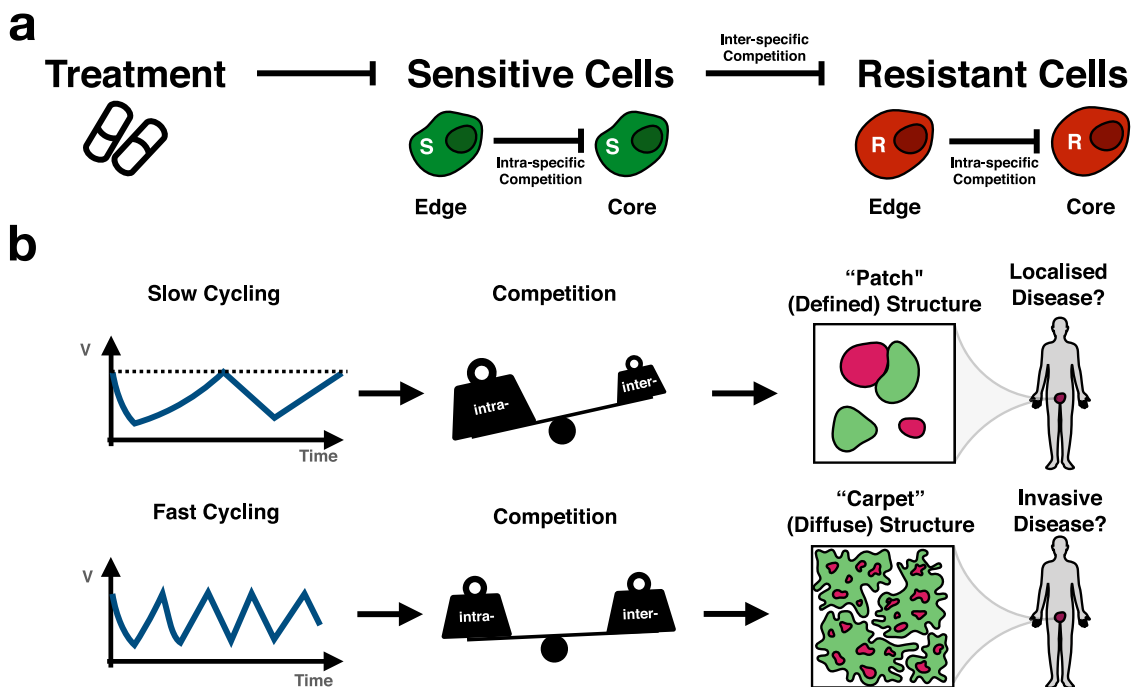 a
Treatment
Sensitive Cells
Inter-specific
Competition
Resistant Cells
S
S
Intra-specific
Competition
Edge
Core
R
R
Intra-specific
Competition
Edge
Core
b
Slow Cycling
Competition
“Patch"
(Defined) Structure
Localised
Disease?
V
Time
intra-
inter-
Fast Cycling
Competition
“Carpet”
(Diffuse) Structure
Invasive
Disease?
V
Time
intra-
inter-